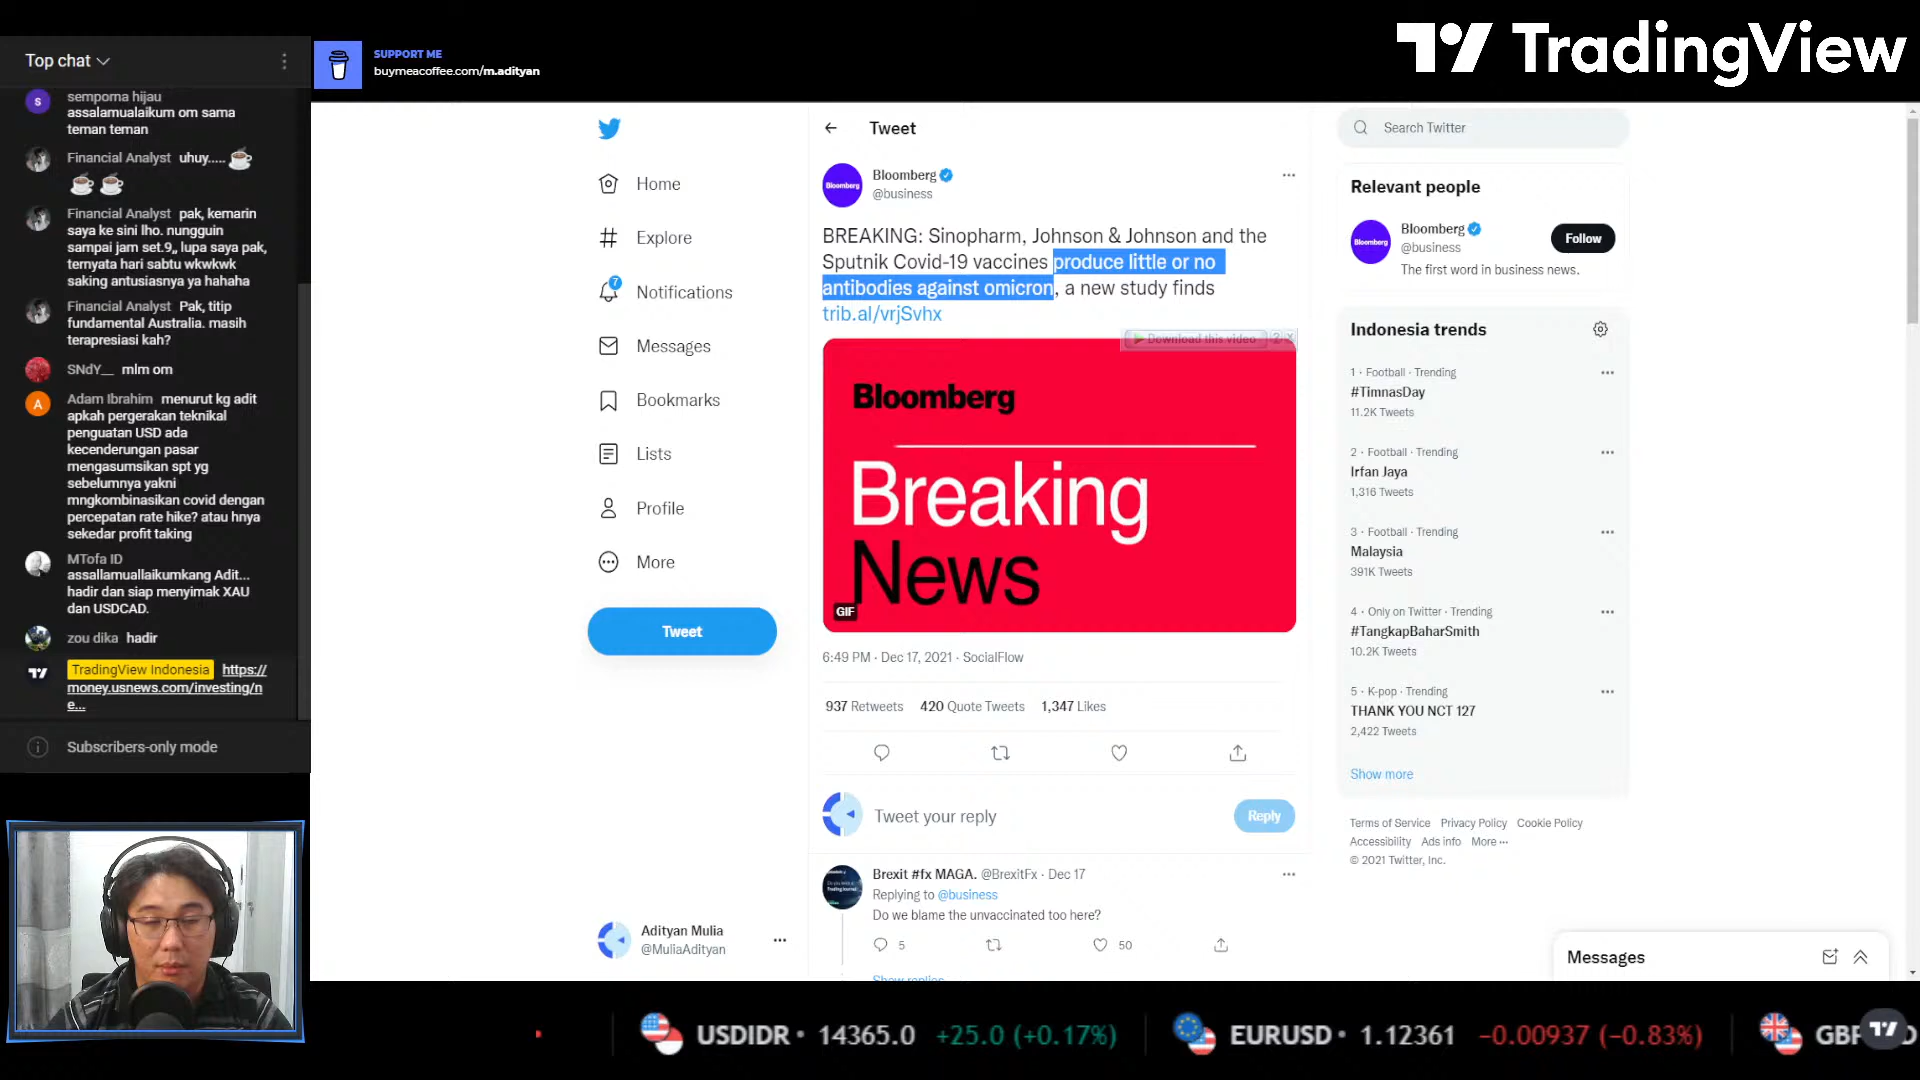 TradingView
SUPPORT ME
buymeacoffee.com/m.adityan
Top chat
semporna hijau
assalamualaikum om sama
teman teman
Financial Analyst uhuy.....
Financial Analyst pak, kemarin
saya ke sini lho. nungguin
sampai jam set.9,, lupa saya pak,
ternyata hari sabtu wkwkwk
saking antusiasnya ya hahaha
Financial Analyst Pak, titip
fundamental Australia. masih
terapresiasi kah?
SNdY__ mlm om
Adam Ibrahim menurut kg adit
apkah pergerakan teknikal
penguatan USD ada
kecenderungan pasar
mengasumsikan spt yg
sebelumnya yakni
mngkombinasikan covid dengan
percepatan rate hike? atau hnya
sekedar profit taking
MTofa ID
assallamuallaikumkang Adit...
hadir dan siap menyimak XAU
dan USDCAD.
zou dika hadir
TradingView Indonesia https://
money.usnews.com/investing/n
e...
Subscribers-only mode
Home
Explore
7
Notifications
Messages
Bookmarks
Lists
Profile
More
Tweet
Adityan Mulia
@MuliaAdityan
Tweet
Bloomberg
Bloomberg
@business
BREAKING: Sinopharm, Johnson & Johnson and the
Sputnik Covid-19 vaccines produce little or no
antibodies against omicron, a new study finds
trib.al/vrjSvhx
Download this video ? X
Bloomberg
Breaking
News
GIF
6:49 PM · Dec 17, 2021 · SocialFlow
937 Retweets 420 Quote Tweets 1,347 Likes
Tweet your reply
Reply
Brexit #fx MAGA. @BrexitFx · Dec 17
Replying to @business
Do we blame the unvaccinated too here?
5 50
Show replies
Search Twitter
Relevant people
Bloomberg
Bloomberg
@business
Follow
The first word in business news.
Indonesia trends
1 · Football · Trending
#TimnasDay
11.2K Tweets
2 · Football · Trending
Irfan Jaya
1,316 Tweets
3 · Football · Trending
Malaysia
391K Tweets
4 · Only on Twitter · Trending
#TangkapBaharSmith
10.2K Tweets
5 · K-pop · Trending
THANK YOU NCT 127
2,422 Tweets
Show more
Terms of Service Privacy Policy Cookie Policy
Accessibility Ads info More ···
© 2021 Twitter, Inc.
Messages
USDIDR · 14365.0 +25.0 (+0.17%) EURUSD · 1.12361 −0.00937 (−0.83%)